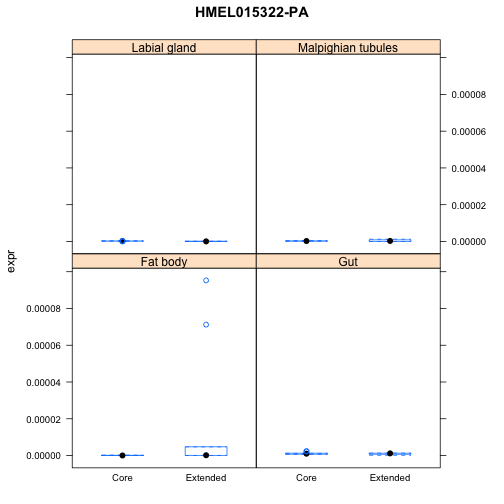 HMEL015322-PA
Labial gland
Malpighian tubules
0.00008
0.00006
0.00004
0.00002
0.00000
expr
Fat body
Gut
0.00008
0.00006
0.00004
0.00002
0.00000
Core
Extended
Core
Extended